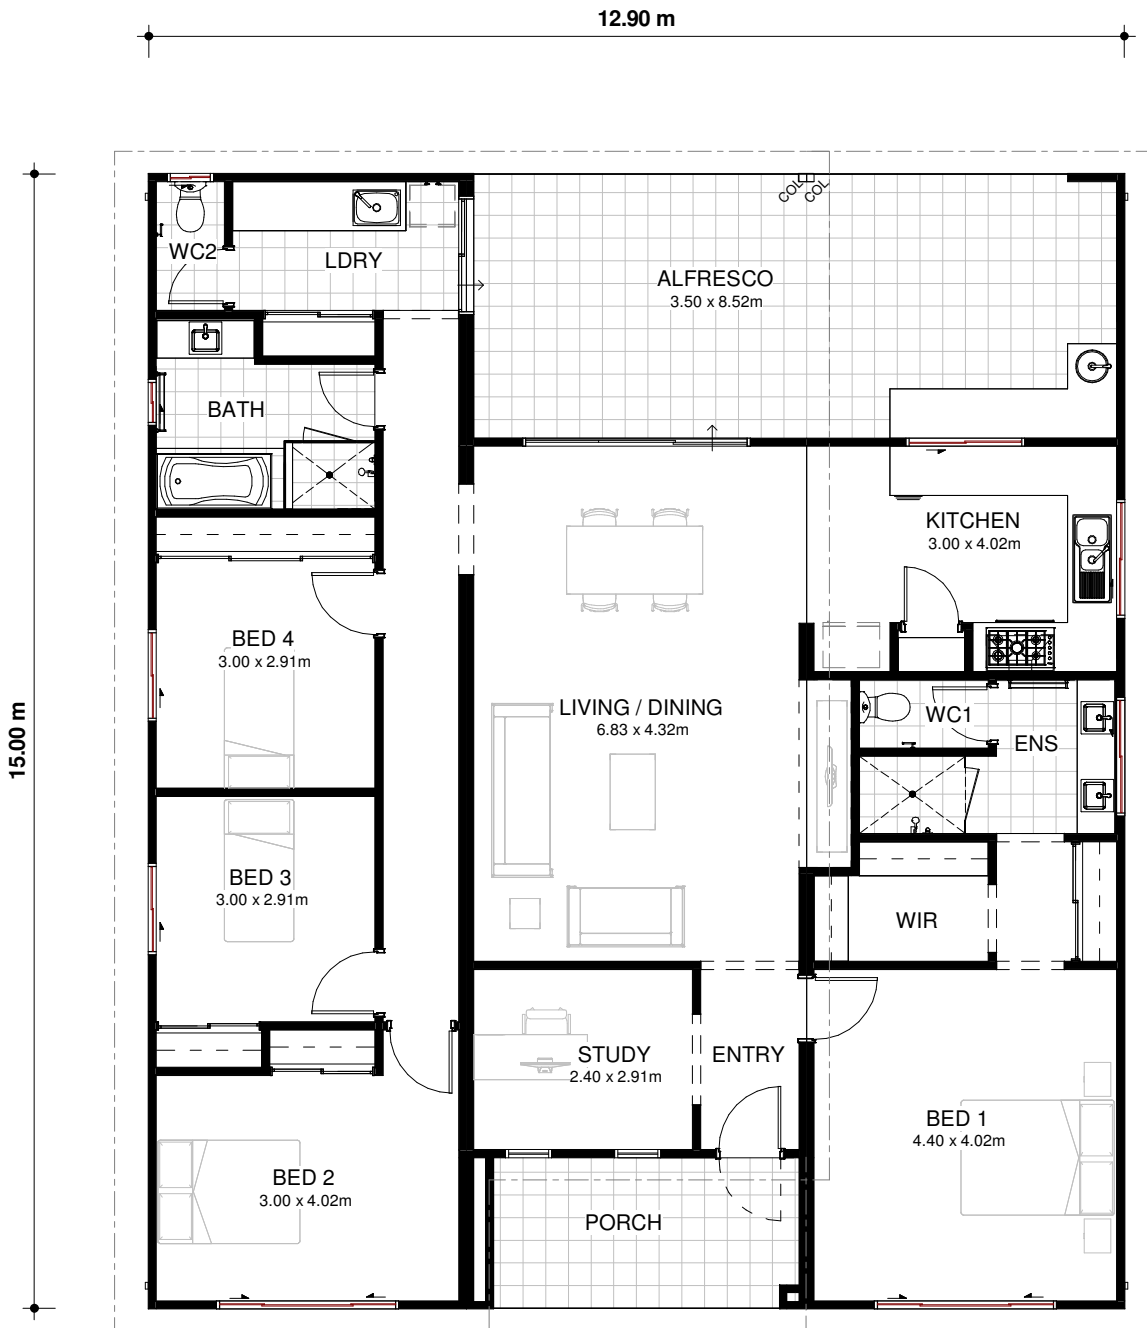 12.90 m
15.00 m
COL
COL
WC2
LDRY
ALFRESCO
3.50 x 8.52m
BATH
KITCHEN
3.00 x 4.02m
BED 4
3.00 x 2.91m
LIVING / DINING
6.83 x 4.32m
WC1
ENS
BED 3
3.00 x 2.91m
WIR
STUDY
2.40 x 2.91m
ENTRY
BED 1
4.40 x 4.02m
BED 2
3.00 x 4.02m
PORCH